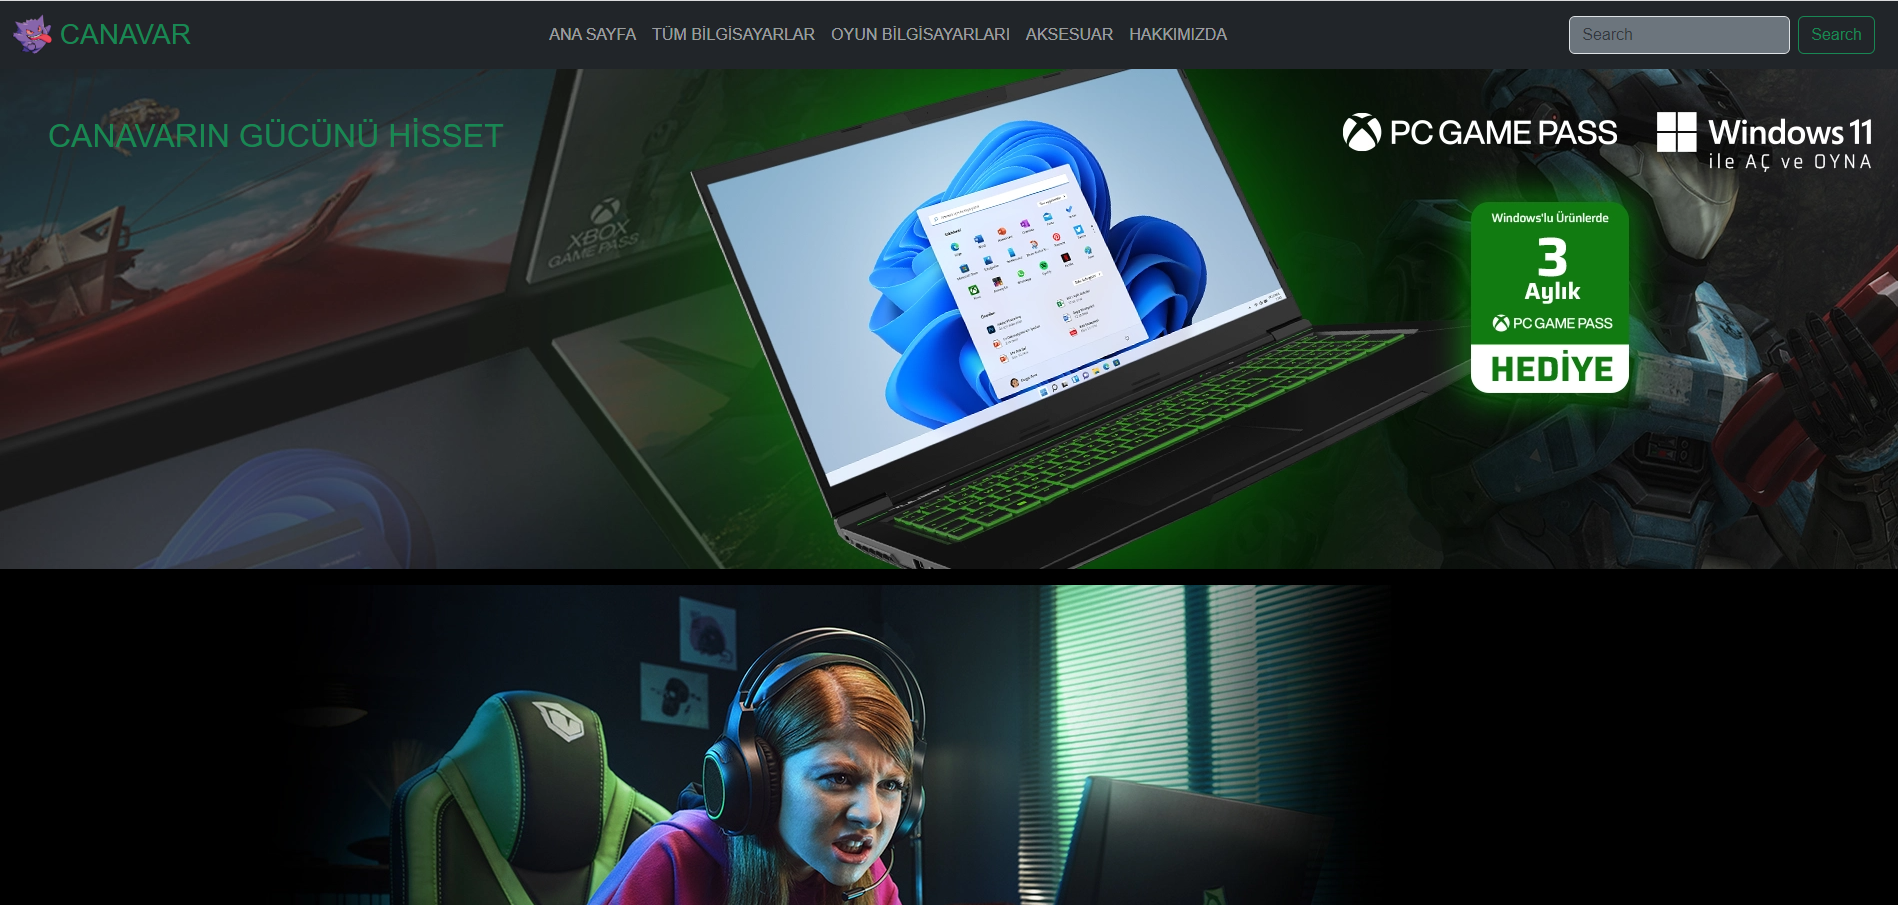 CANAVAR
ANA SAYFA TÜM BİLGİSAYARLAR OYUN BİLGİSAYARLARI AKSESUAR HAKKIMIZDA
Search Search
CANAVARIN GÜCÜNÜ HİSSET
XBOX
GAME PASS
PC GAME PASS
Windows 11
ile AÇ ve OYNA
Windows'lu Ürünlerde
3
Aylık
PC GAME PASS
HEDİYE